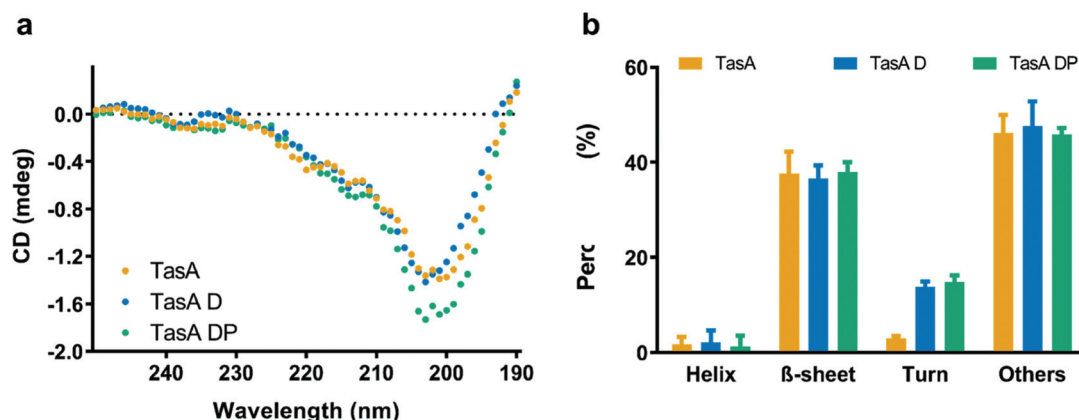 a
CD (mdeg)
0.0
-0.4
-0.8
-1.2
-1.6
-2.0
TasA
TasA D
TasA DP
240 230 220 210 200 190
Wavelength (nm)
b
TasA TasA D TasA DP
(%)
60
40
20
0
Helix ß-sheet Turn Others